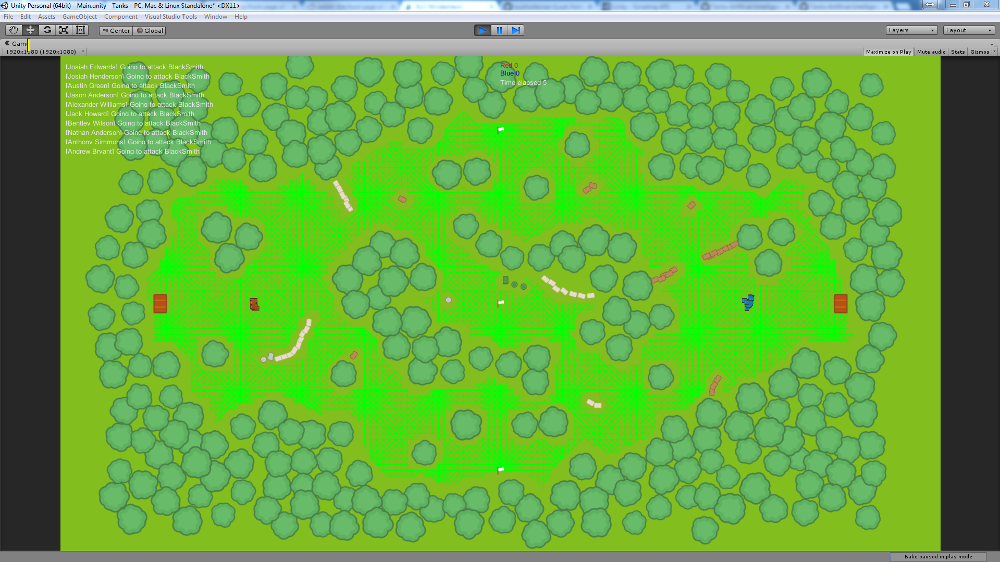 Unity Personal (64bit) - Main.unity - Tanks - PC, Mac & Linux Standalone* <DX11>
File Edit Assets GameObject Component Visual Studio Tools Window Help
Center Global Layers Layout
Game
1920x1080 (1920x1080) Maximize on Play Mute audio Stats Gizmos
[Josiah Edwards] Going to attack BlackSmith
[Josiah Henderson] Going to attack BlackSmith
[Austin Green] Going to attack BlackSmith
[Jason Anderson] Going to attack BlackSmith
[Alexander Williams] Going to attack BlackSmith
[Jack Howard] Going to attack BlackSmith
[Bentley Wilson] Going to attack BlackSmith
[Nathan Anderson] Going to attack BlackSmith
[Anthony Simmons] Going to attack BlackSmith
[Andrew Bryant] Going to attack BlackSmith
Red 0
Blue 0
Time elapsed 5
Bake paused in play mode